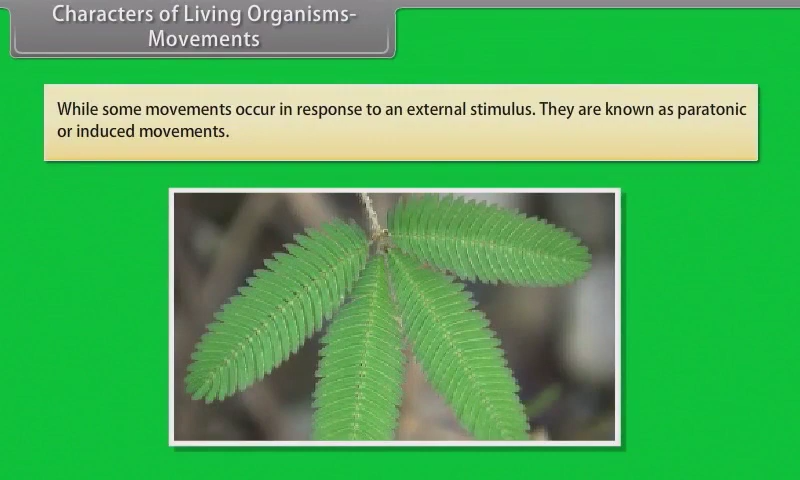 Characters of Living Organisms-
Movements
While some movements occur in response to an external stimulus. They are known as paratonic
or induced movements.